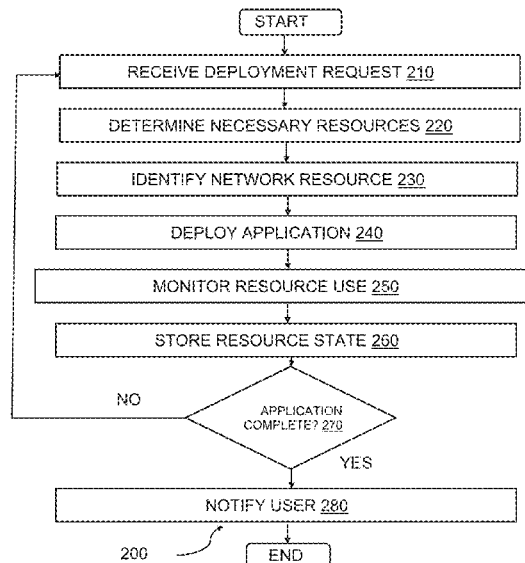 START
RECEIVE DEPLOYMENT REQUEST 210
DETERMINE NECESSARY RESOURCES 220
IDENTIFY NETWORK RESOURCE 230
DEPLOY APPLICATION 240
MONITOR RESOURCE USE 250
STORE RESOURCE STATE 260
NO
APPLICATION
COMPLETE? 270
YES
NOTIFY USER 280
200
END